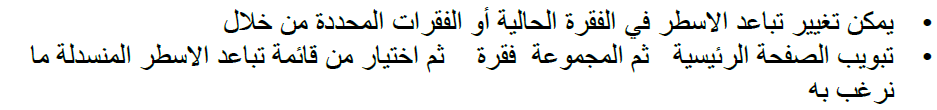 • يمكن تغيير تباعد الاسطر في الفقرة الحالية أو الفقرات المحددة من خلال
• تبويب الصفحة الرئيسية ثم المجموعة فقرة ثم اختيار من قائمة تباعد الاسطر المنسدلة ما
نرغب به